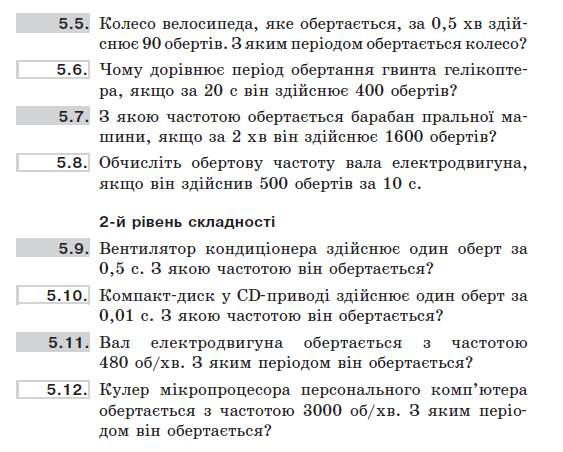 5.5. Колесо велосипеда, яке обертається, за 0,5 хв здій-
снює 90 обертів. З яким періодом обертається колесо?
5.6. Чому дорівнює період обертання гвинта гелікопте-
ра, якщо за 20 с він здійснює 400 обертів?
5.7. З якою частотою обертається барабан пральної ма-
шини, якщо за 2 хв він здійснює 1600 обертів?
5.8. Обчисліть обертову частоту вала електродвигуна,
якщо він здійснив 500 обертів за 10 с.
2-й рівень складності
5.9. Вентилятор кондиціонера здійснює один оберт за
0,5 с. З якою частотою він обертається?
5.10. Компакт-диск у CD-приводі здійснює один оберт за
0,01 с. З якою частотою він обертається?
5.11. Вал електродвигуна обертається з частотою
480 об/хв. З яким періодом він обертається?
5.12. Кулер мікропроцесора персонального комп’ютера
обертається з частотою 3000 об/хв. З яким періо-
дом він обертається?